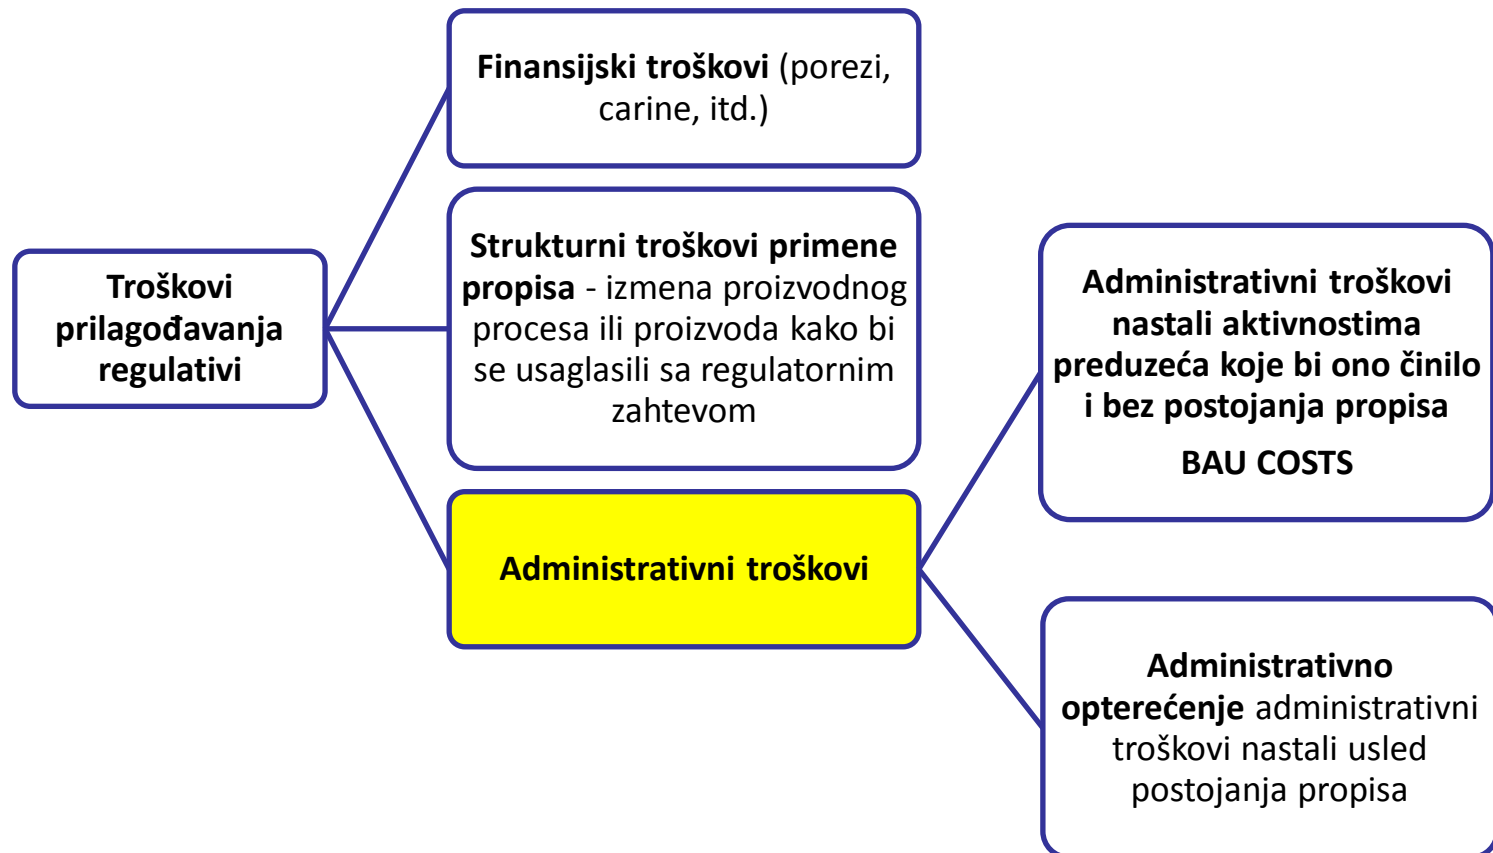 Finansijski troškovi (porezi,
carine, itd.)
Strukturni troškovi primene
propisa - izmena proizvodnog
procesa ili proizvoda kako bi
se usaglasili sa regulatornim
zahtevom
Troškovi
prilagođavanja
regulativi
Administrativni troškovi
nastali aktivnostima
preduzeća koje bi ono činilo
i bez postojanja propisa
BAU COSTS
Administrativni troškovi
Administrativno
opterećenje administrativni
troškovi nastali usled
postojanja propisa